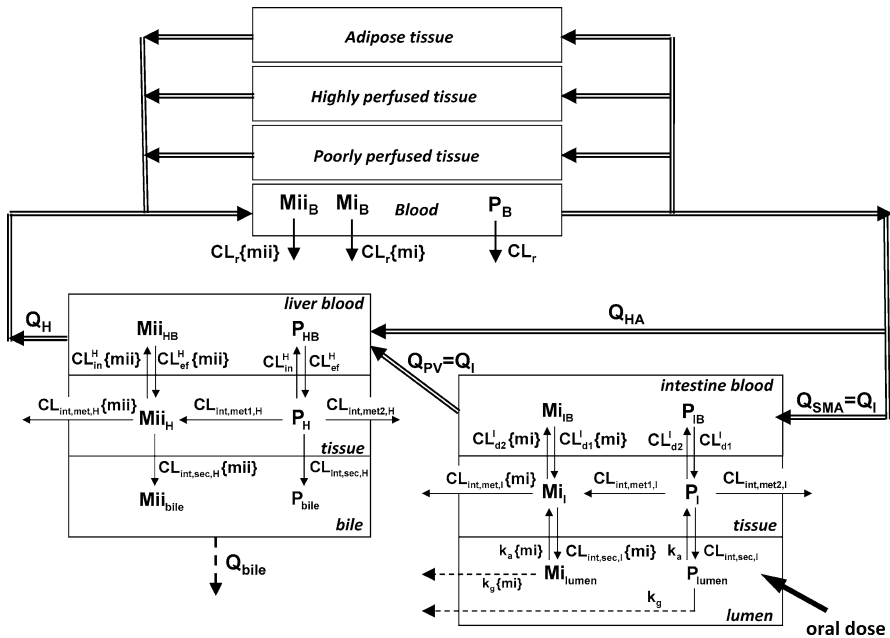 Adipose tissue
Highly perfused tissue
Poorly perfused tissue
Mii_B Mi_B Blood P_B
CL_r{mii} CL_r{mi} CL_r
liver blood
Q_H
Mii_HB P_HB
CL^H_in{mii} CL^H_ef{mii} CL^H_in CL^H_ef
CL_int,met,H{mii} Mii_H CL_int,met1,H P_H CL_int,met2,H
tissue
CL_int,sec,H{mii} CL_int,sec,H
Mii_bile P_bile
bile
Q_bile
Q_HA
Q_PV=Q_I
Q_SMA=Q_I
intestine blood
Mi_IB P_IB
CL^I_d2{mi} CL^I_d1{mi} CL^I_d2 CL^I_d1
CL_int,met,I{mi} Mi_I CL_int,met1,I P_I CL_int,met2,I
tissue
k_a{mi} CL_int,sec,I{mi} k_a CL_int,sec,I
k_g{mi} Mi_lumen P_lumen
k_g
lumen
oral dose